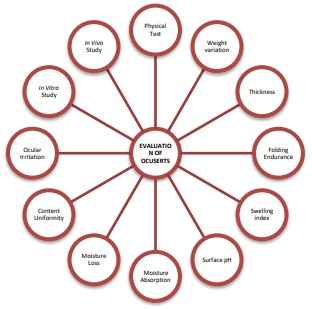 Physical
Test
Weight
variation
Thickness
Folding
Endurance
Swelling
index
Surface pH
Moisture
Absorption
Moisture
Loss
Content
Uniformity
Ocular
Irritation
In Vitro
Study
In Vivo
Study
EVALUATIO
N OF
OCUSERTS